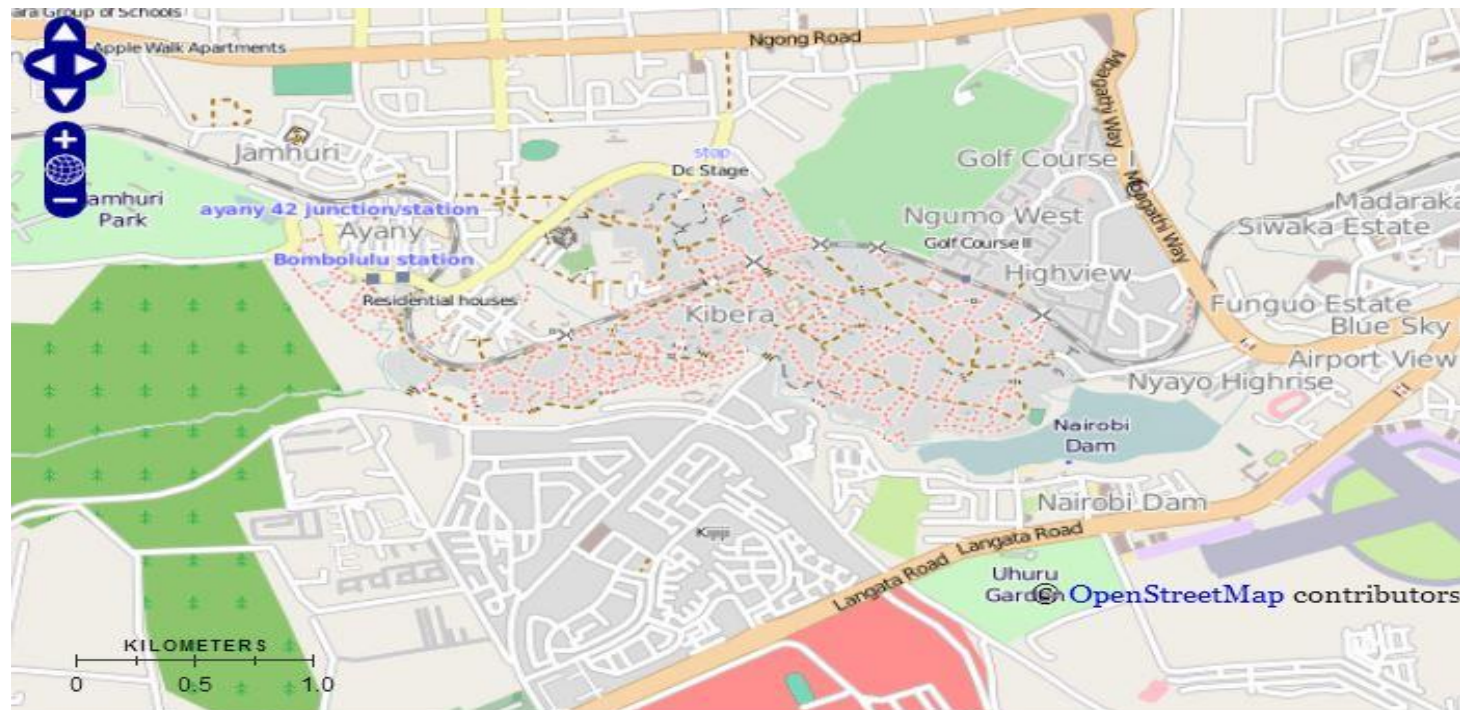 ara Group of Schools
Apple Walk Apartments
Ngong Road
Mbagathi Way
Jamhuri
stop
Dc Stage
Golf Course I
Mbagathi Way
Jamhuri
Park
ayany 42 junction/station
Ayany
Ngumo West
Madaraka
Siwaka Estate
Golf Course II
Bombolulu station
Highview
Residential houses
Kibera
Funguo Estate
Blue Sky
Airport View
Nyayo Highrise
Nairobi
Dam
Nairobi Dam
Kijiji
Langata Road
Langata Road
Uhuru
Garden
© OpenStreetMap contributors
KILOMETERS
0 0.5 1.0